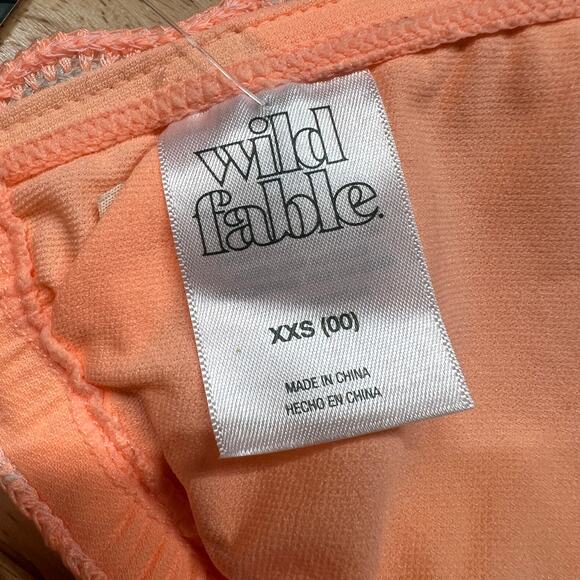 wild
fable.
XXS (00)
MADE IN CHINA
HECHO EN CHINA